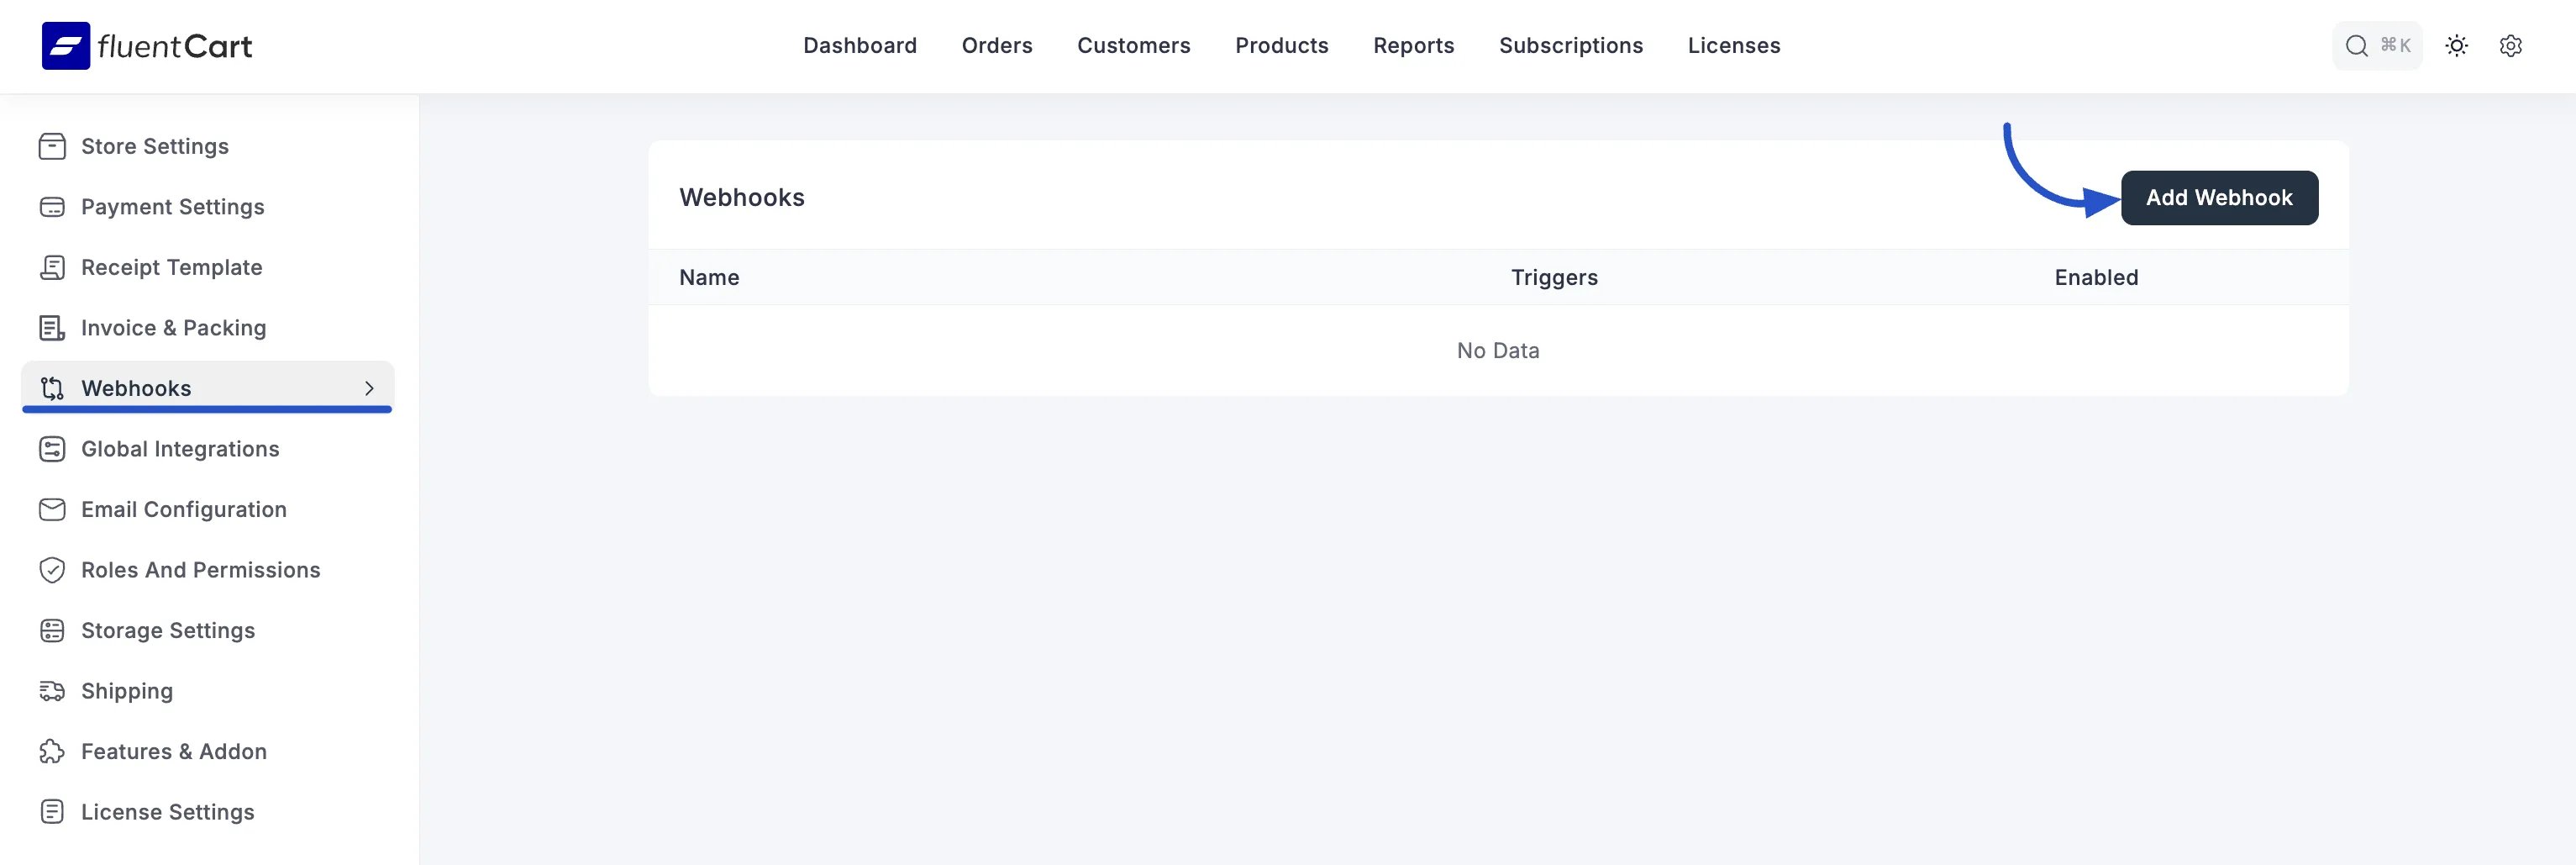 fluentCart
Dashboard Orders Customers Products Reports Subscriptions Licenses
⌘K
Store Settings
Payment Settings
Receipt Template
Invoice & Packing
Webhooks
Global Integrations
Email Configuration
Roles And Permissions
Storage Settings
Shipping
Features & Addon
License Settings
Webhooks
Add Webhook
Name Triggers Enabled
No Data